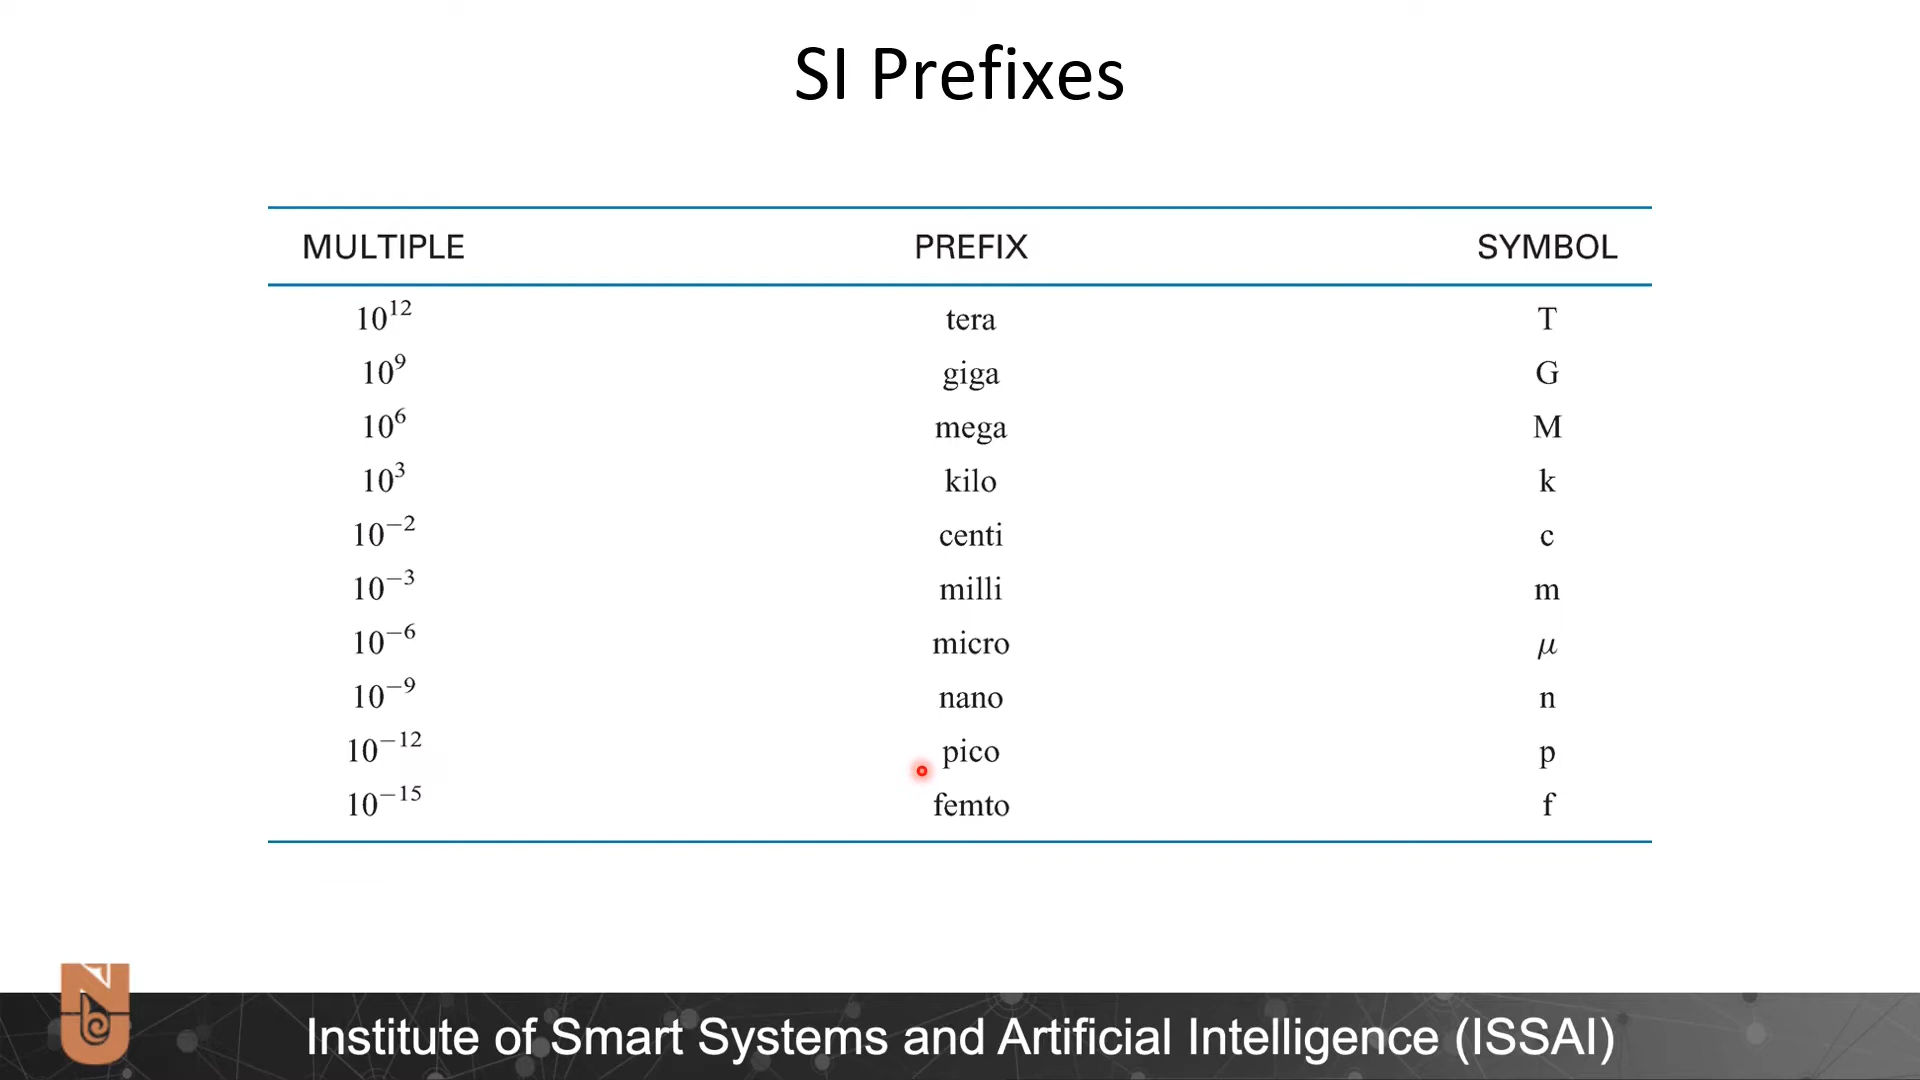 SI Prefixes
MULTIPLE PREFIX SYMBOL
10¹² tera T
10⁹ giga G
10⁶ mega M
10³ kilo k
10⁻² centi c
10⁻³ milli m
10⁻⁶ micro μ
10⁻⁹ nano n
10⁻¹² pico p
10⁻¹⁵ femto f
Institute of Smart Systems and Artificial Intelligence (ISSAI)